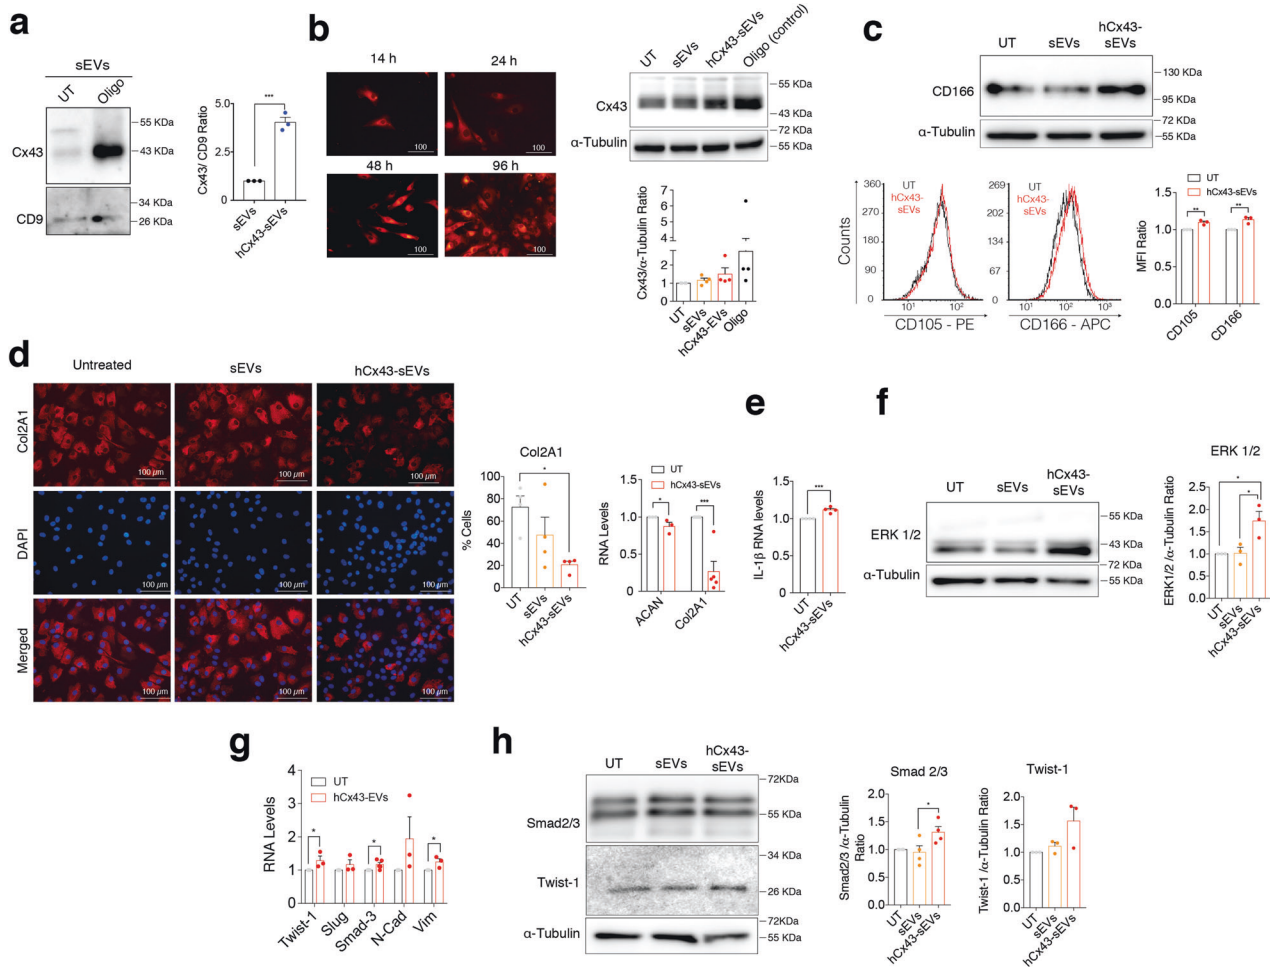 a
sEVs
UT
Oligo
55 KDa
Cx43
43 KDa
34 KDa
CD9
26 KDa
Cx43/ CD9 Ratio
5.0
2.5
0.0
***
sEVs
hCx43-sEVs
b
14 h
24 h
100
100
48 h
96 h
100
100
UT
sEVs
hCx43-sEVs
Oligo (control)
Cx43
55 KDa
43 KDa
α-Tubulin
72 KDa
55 KDa
Cx43/α-Tubulin Ratio
8
7
6
4
2
1
0
UT
sEVs
hCx43-EVs
Oligo
c
UT
sEVs
hCx43-
sEVs
CD166
130 KDa
95 KDa
α-Tubulin
72 KDa
55 KDa
Counts
360
270
180
90
0
UT
hCx43-
sEVs
10¹
10²
CD105 - PE
269
202
134
67
0
UT
hCx43-
sEVs
10¹
10²
10³
CD166 - APC
UT
hCx43-sEVs
MFI Ratio
1.5
1.0
0.5
0.0
**
**
CD105
CD166
d
Untreated
sEVs
hCx43-sEVs
Col2A1
100 µm
100 µm
100 µm
DAPI
100 µm
100 µm
100 µm
Merged
100 µm
100 µm
100 µm
Col2A1
% Cells
100
80
60
40
20
0
*
UT
sEVs
hCx43-sEVs
UT
hCx43-sEVs
RNA Levels
1.5
1.0
0.5
0
*
***
ACAN
Col2A1
e
IL-1β RNA levels
1.5
1.0
0.5
0
***
UT
hCx43-sEVs
f
UT
sEVs
hCx43-
sEVs
ERK 1/2
55 KDa
43 KDa
34 KDa
α-Tubulin
72 KDa
55 KDa
ERK 1/2
ERK1/2 /α-Tubulin Ratio
2.5
2.0
1.5
1.0
0.5
0.0
*
*
UT
sEVs
hCx43-sEVs
g
UT
hCx43-EVs
RNA Levels
4
3
2
1
0
*
*
*
Twist-1
Slug
Smad-3
N-Cad
Vim
h
UT
sEVs
hCx43-
sEVs
Smad2/3
72KDa
55 KDa
Twist-1
34 KDa
26 KDa
α-Tubulin
72KDa
55 KDa
Smad 2/3
Smad2/3 /α-Tubulin
Ratio
2.0
1.5
1.0
0.5
0.0
*
UT
sEVs
hCx43-sEVs
Twist-1
Twist-1 /α-Tubulin Ratio
2.0
1.5
1.0
0.5
0.0
UT
sEVs
hCx43-sEVs